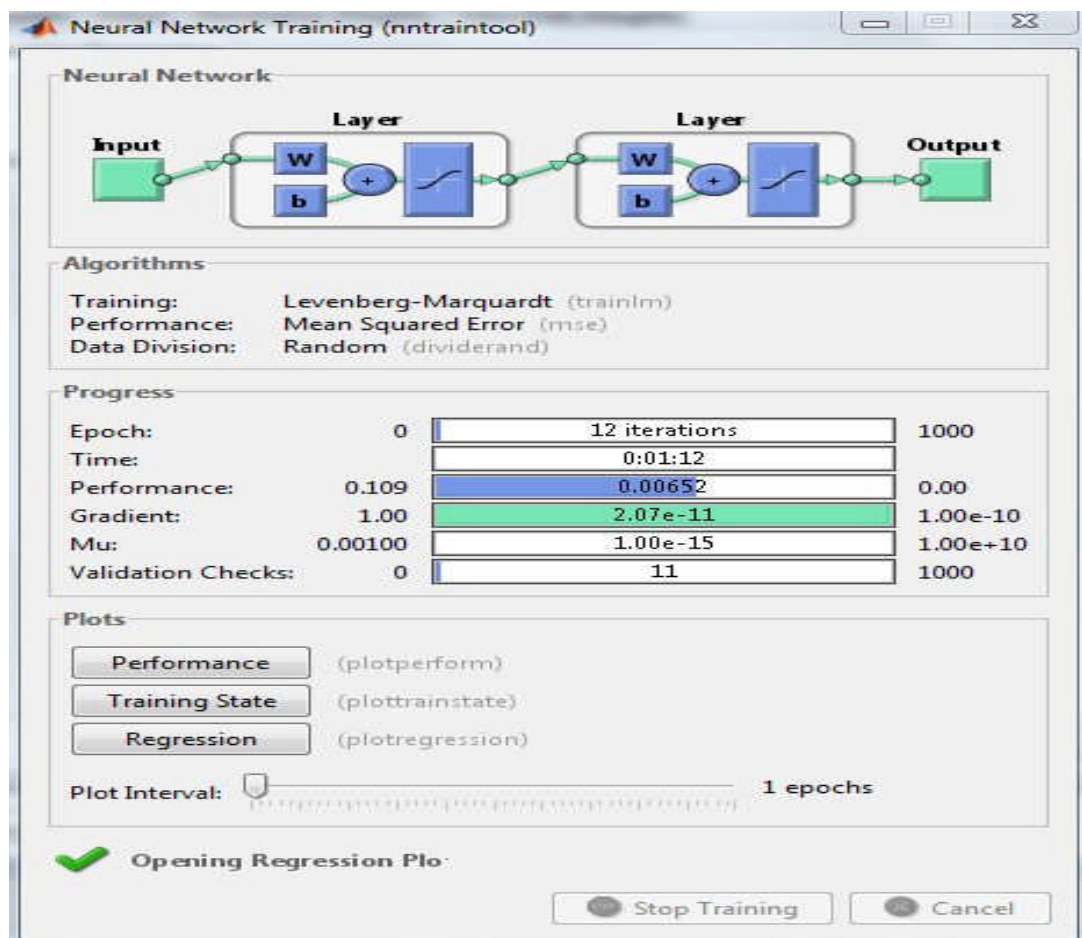 Neural Network Training (nntraintool)
Neural Network
Layer
Layer
Input
Output
W
b
+
W
b
+
Algorithms
Training: Levenberg-Marquardt (trainlm)
Performance: Mean Squared Error (mse)
Data Division: Random (dividerand)
Progress
Epoch: 0 12 iterations 1000
Time: 0:01:12
Performance: 0.109 0.00652 0.00
Gradient: 1.00 2.07e-11 1.00e-10
Mu: 0.00100 1.00e-15 1.00e+10
Validation Checks: 0 11 1000
Plots
Performance (plotperform)
Training State (plottrainstate)
Regression (plotregression)
Plot Interval: 1 epochs
Opening Regression Plo
Stop Training Cancel